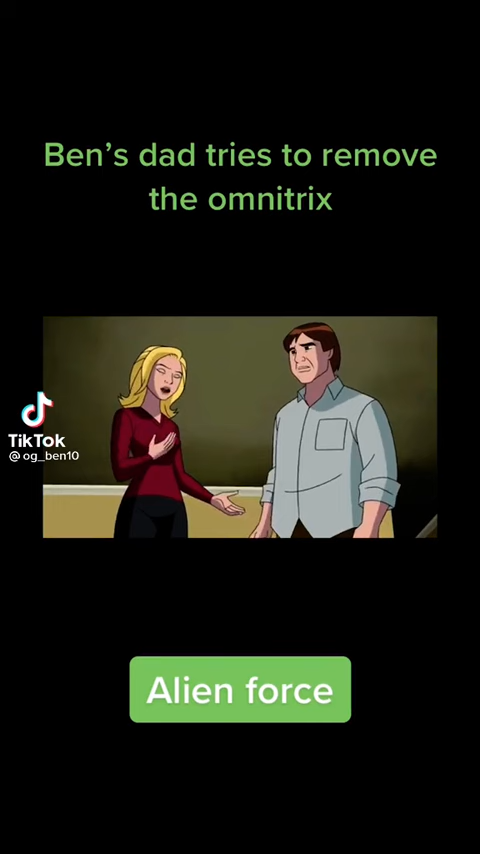 Ben’s dad tries to remove
the omnitrix
TikTok
@ og_ben10
Alien force